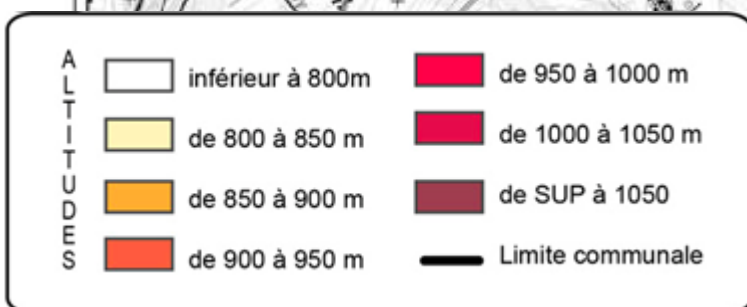 ALTITUDES
inférieur à 800m
de 800 à 850 m
de 850 à 900 m
de 900 à 950 m
de 950 à 1000 m
de 1000 à 1050 m
de SUP à 1050
Limite communale